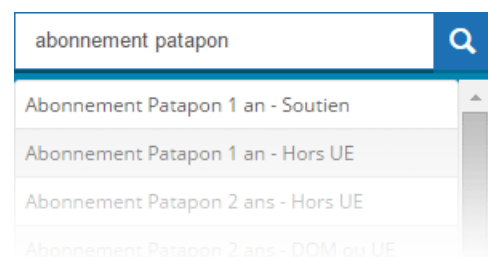 abonnement patapon
Abonnement Patapon 1 an - Soutien
Abonnement Patapon 1 an - Hors UE
Abonnement Patapon 2 ans - Hors UE
Abonnement Patapon 2 ans - DOM ou UE